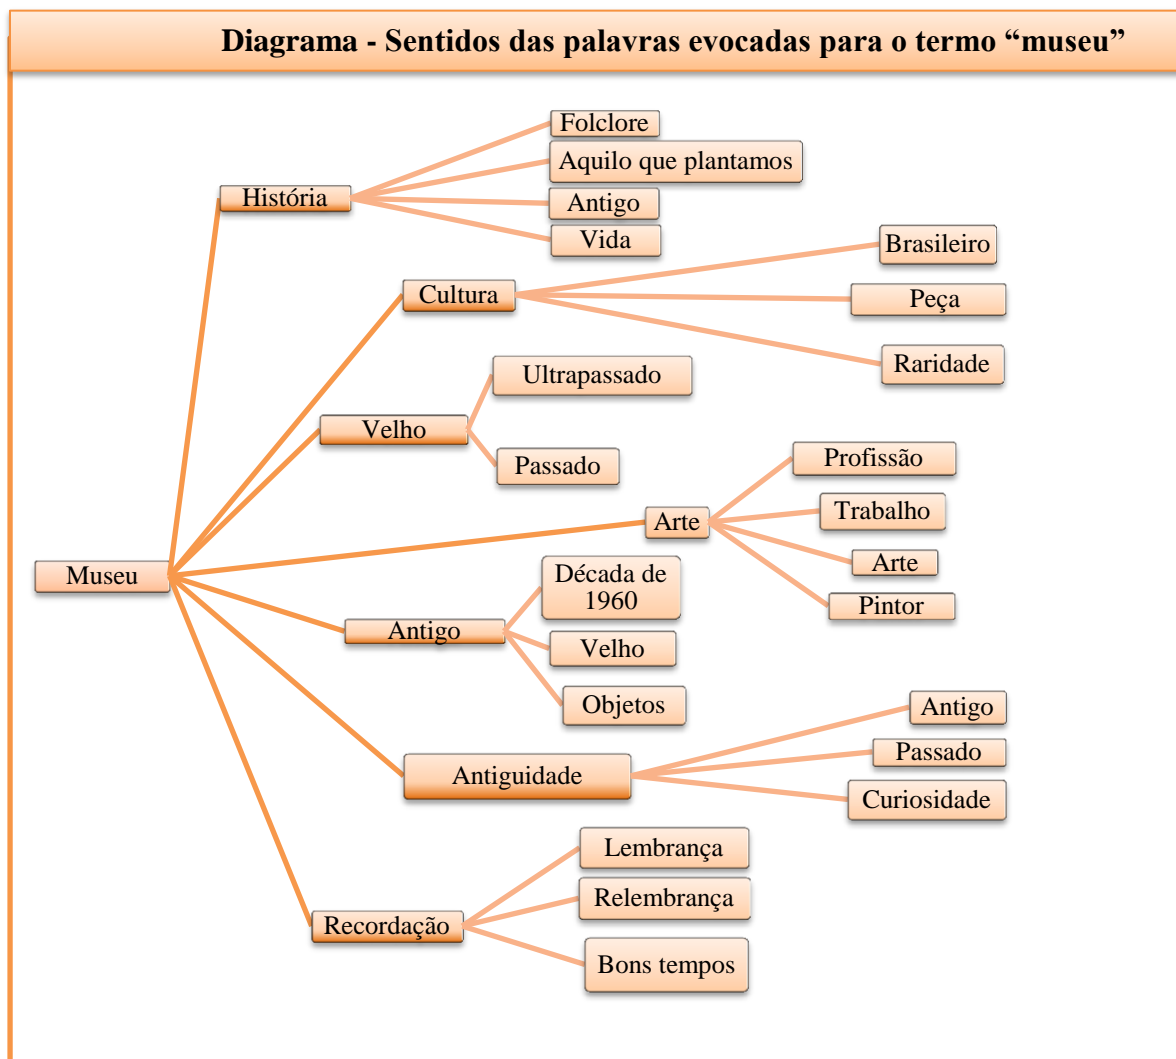 Diagrama - Sentidos das palavras evocadas para o termo “museu”
Museu
História
Folclore
Aquilo que plantamos
Antigo
Vida
Cultura
Brasileiro
Peça
Raridade
Velho
Ultrapassado
Passado
Arte
Profissão
Trabalho
Arte
Pintor
Antigo
Década de
1960
Velho
Objetos
Antiguidade
Antigo
Passado
Curiosidade
Recordação
Lembrança
Relembrança
Bons tempos